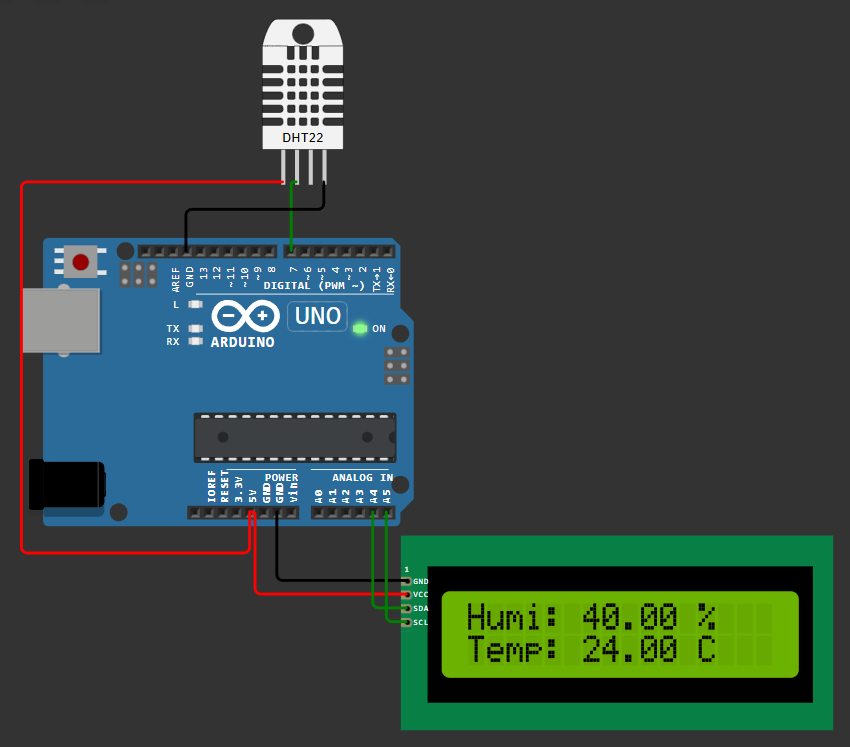 DHT22
AREF
GND
13
12
~11
~10
~9
8
7
~6
~5
4
~3
2
TX→1
RX←0
DIGITAL (PWM ~)
L
TX
RX
ARDUINO
UNO
ON
IOREF
RESET
3.3V
5V
GND
GND
Vin
POWER
ANALOG IN
A0
A1
A2
A3
A4
A5
1
GND
VCC
SDA
SCL
Humi: 40.00 %
Temp: 24.00 C